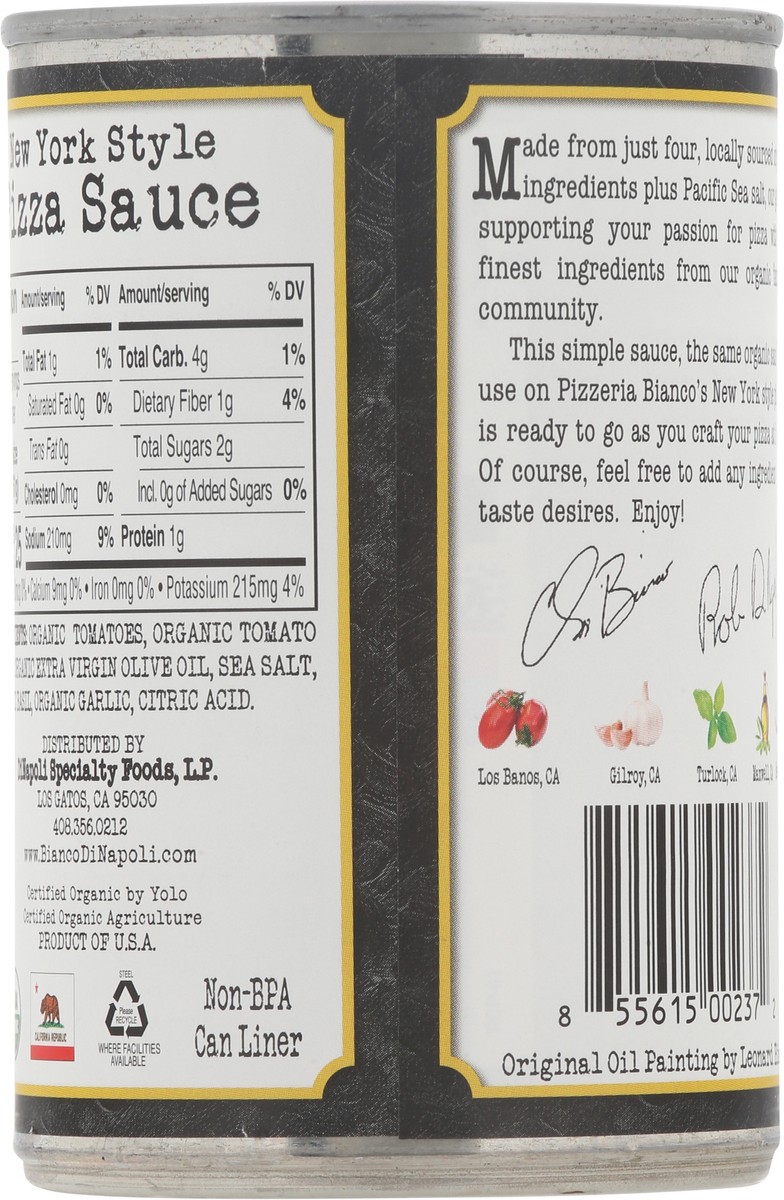 York Style
Sauce
Amount/serving % DV Amount/serving % DV
Total Fat 1g 1% Total Carb. 4g 1%
Saturated Fat 0g 0% Dietary Fiber 1g 4%
Trans Fat 0g Total Sugars 2g
Cholesterol 0mg 0% Incl. 0g of Added Sugars 0%
Sodium 210mg 9% Protein 1g
• Calcium 9mg 0% • Iron 0mg 0% • Potassium 215mg 4%
ORGANIC TOMATOES, ORGANIC TOMATO
EXTRA VIRGIN OLIVE OIL, SEA SALT,
ORGANIC GARLIC, CITRIC ACID.
DISTRIBUTED BY
DiNapoli Specialty Foods, L.P.
LOS GATOS, CA 95030
408.356.0212
www.BiancoDiNapoli.com
Certified Organic by Yolo
Certified Organic Agriculture
PRODUCT OF U.S.A.
CALIFORNIA REPUBLIC
STEEL
Please
RECYCLE
WHERE FACILITIES
AVAILABLE
Non-BPA
Can Liner
Made from just four, locally sourced
ingredients plus Pacific Sea salt,
supporting your passion for pizza
finest ingredients from our organic
community.
This simple sauce, the same organic
use on Pizzeria Bianco's New York style
is ready to go as you craft your pizza
Of course, feel free to add any
taste desires. Enjoy!
Chris Bianco
Rob
Los Banos, CA
Gilroy, CA
Turlock, CA
8 55615 00237
Original Oil Painting by Leonard